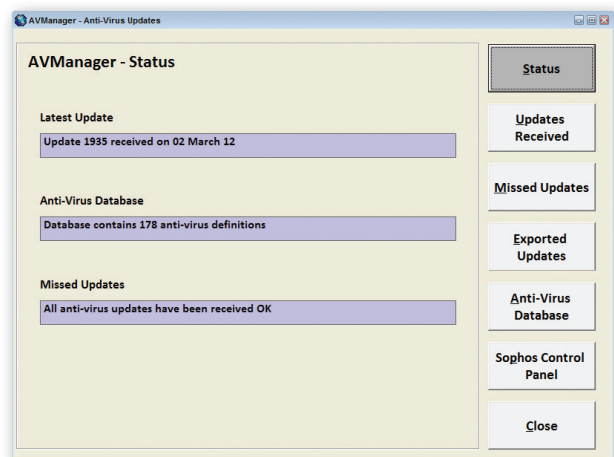 AVManager - Anti-Virus Updates
AVManager - Status
Latest Update
Update 1935 received on 02 March 12
Anti-Virus Database
Database contains 178 anti-virus definitions
Missed Updates
All anti-virus updates have been received OK
Status
Updates
Received
Missed Updates
Exported
Updates
Anti-Virus
Database
Sophos Control
Panel
Close